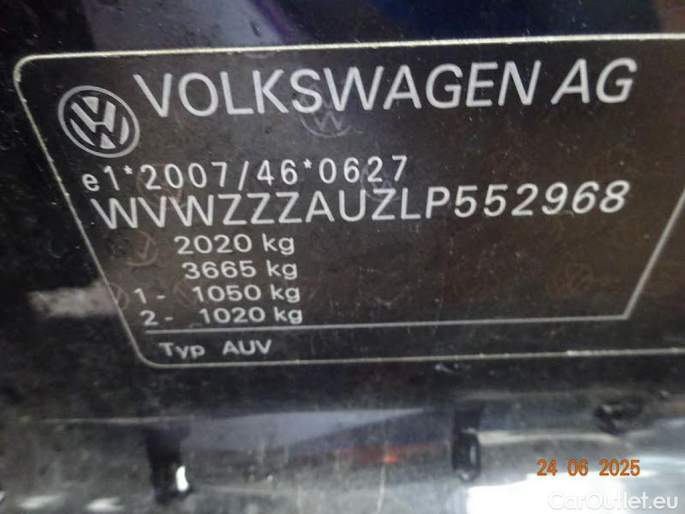 VOLKSWAGEN AG
e1*2007/46*0627
WVWZZZAUZLP552968
2020 kg
3665 kg
1- 1050 kg
2- 1020 kg
Typ AUV
24 06 2025
CarOutlet.eu